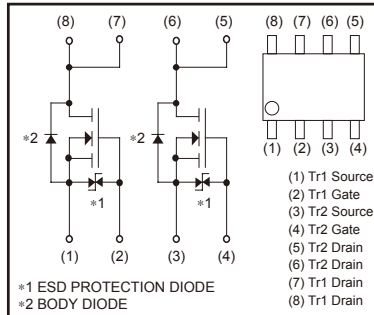 (8) (7) (6) (5) (8) (7) (6) (5)
∗2 ∗2
∗1 ∗1
(1) (2) (3) (4)
(1) (2) (3) (4)
(1) Tr1 Source
(2) Tr1 Gate
(3) Tr2 Source
(4) Tr2 Gate
(5) Tr2 Drain
(6) Tr2 Drain
(7) Tr1 Drain
(8) Tr1 Drain
∗1 ESD PROTECTION DIODE
∗2 BODY DIODE